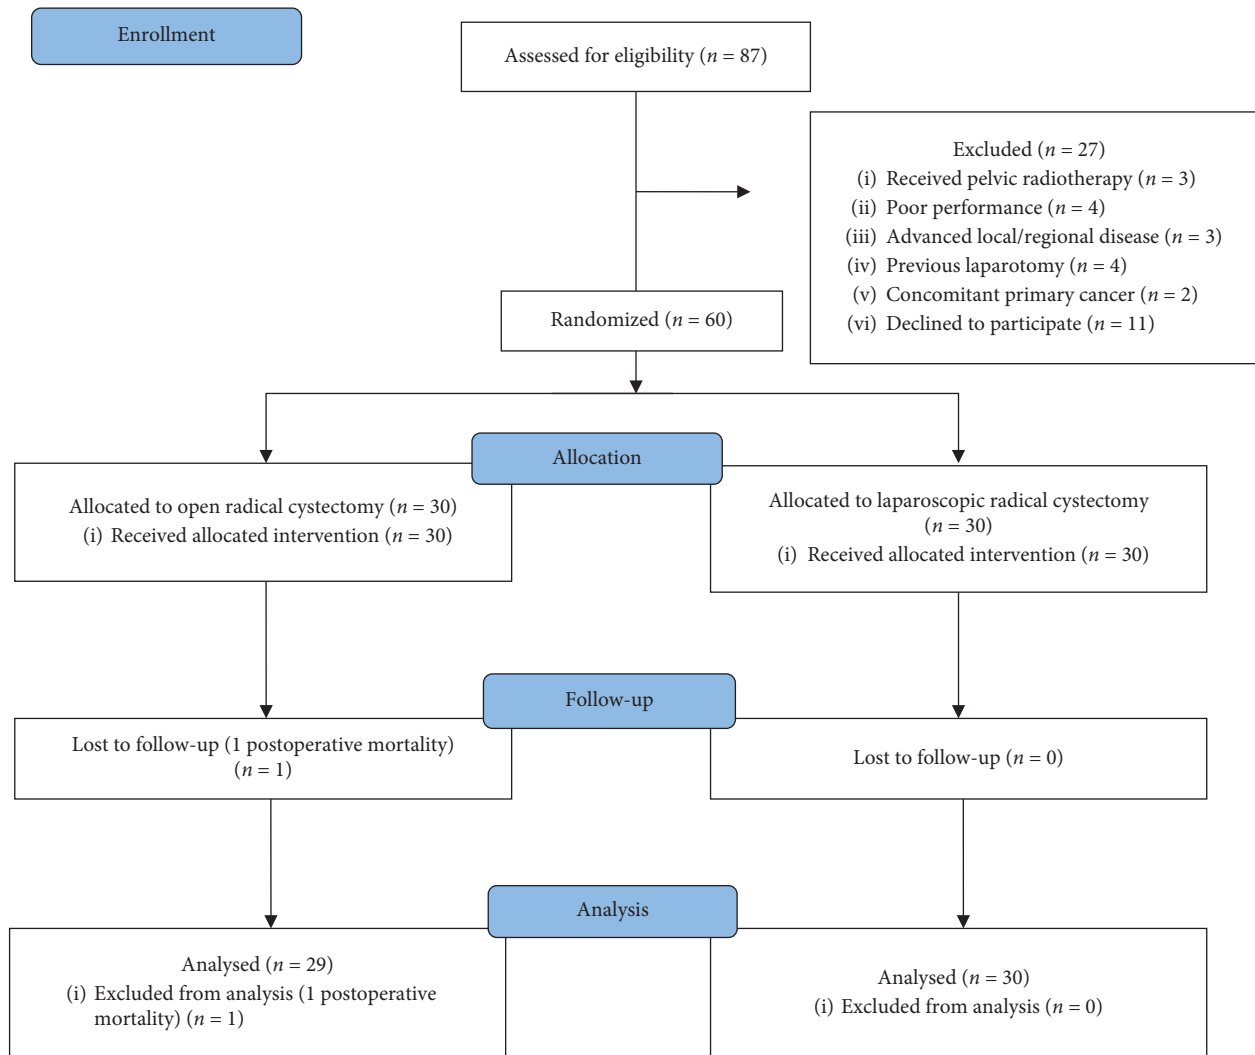 Enrollment
Assessed for eligibility (n = 87)
Excluded (n = 27)
(i) Received pelvic radiotherapy (n = 3)
(ii) Poor performance (n = 4)
(iii) Advanced local/regional disease (n = 3)
(iv) Previous laparotomy (n = 4)
(v) Concomitant primary cancer (n = 2)
(vi) Declined to participate (n = 11)
Randomized (n = 60)
Allocation
Allocated to open radical cystectomy (n = 30)
(i) Received allocated intervention (n = 30)
Allocated to laparoscopic radical cystectomy
(n = 30)
(i) Received allocated intervention (n = 30)
Follow-up
Lost to follow-up (1 postoperative mortality)
(n = 1)
Lost to follow-up (n = 0)
Analysis
Analysed (n = 29)
(i) Excluded from analysis (1 postoperative
mortality) (n = 1)
Analysed (n = 30)
(i) Excluded from analysis (n = 0)